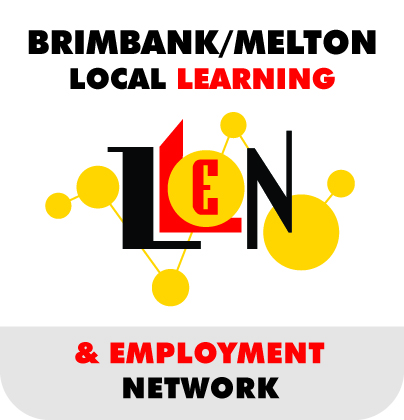 BRIMBANK/MELTON
LOCAL LEARNING
LLEN
& EMPLOYMENT
NETWORK